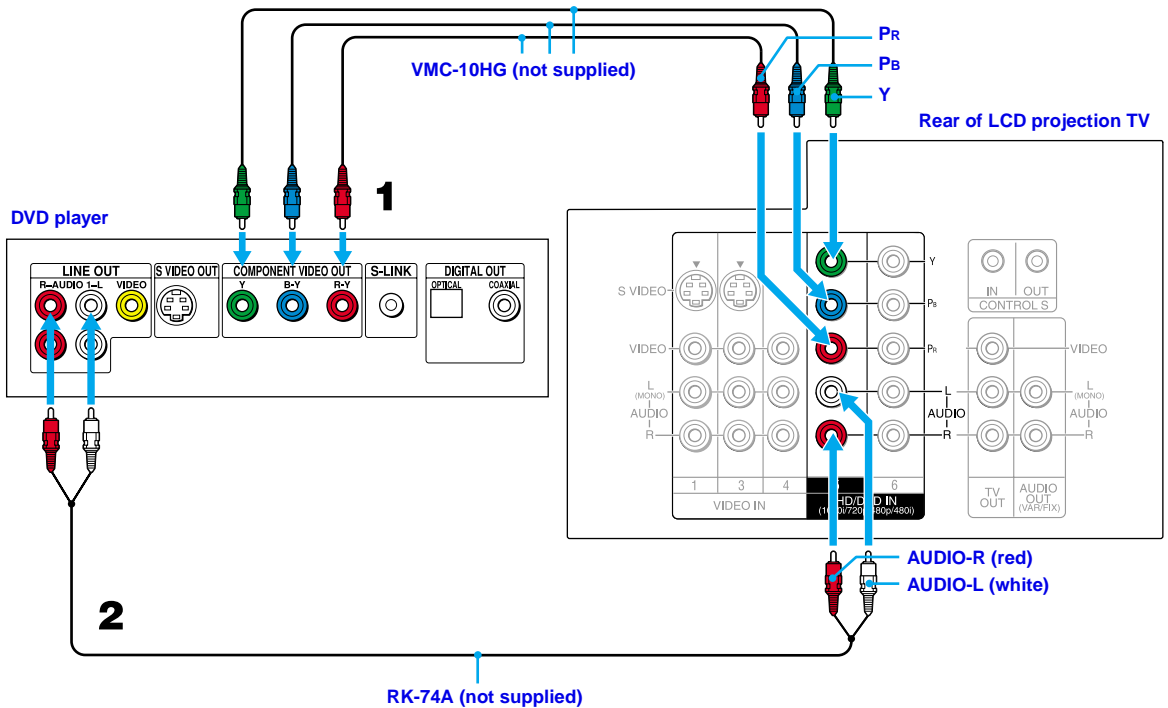 PR
PB
Y
VMC-10HG (not supplied)
Rear of LCD projection TV
1
DVD player
LINE OUT
R–AUDIO 1–L VIDEO
S VIDEO OUT
COMPONENT VIDEO OUT
Y B-Y R-Y
S-LINK
DIGITAL OUT
OPTICAL COAXIAL
S VIDEO
VIDEO
L
(MONO)
AUDIO
R
1 3 4
VIDEO IN
Y
PB
PR
L
AUDIO
R
6
IN OUT
CONTROL S
VIDEO
L
(MONO)
AUDIO
R
TV
OUT
AUDIO
OUT
(VAR/FIX)
AUDIO-R (red)
AUDIO-L (white)
2
RK-74A (not supplied)